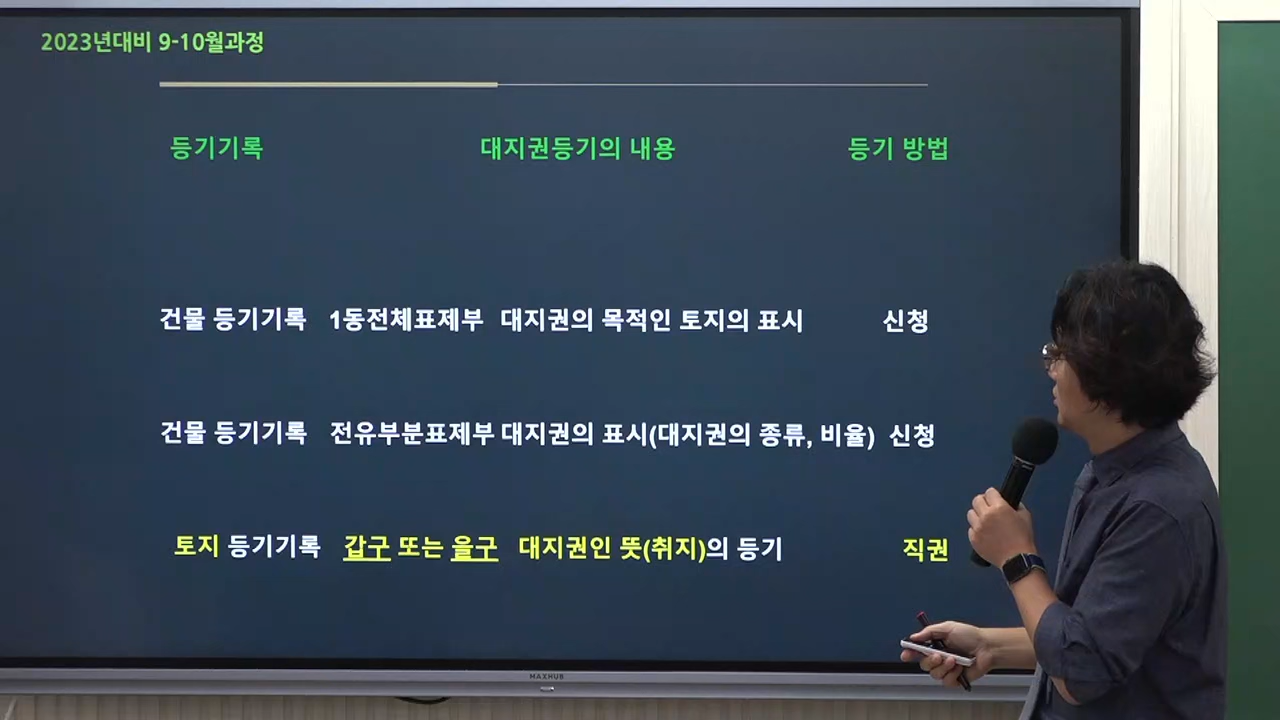 2023년대비 9-10월과정
등기기록 대지권등기의 내용 등기 방법
건물 등기기록 1동전체표제부 대지권의 목적인 토지의 표시 신청
건물 등기기록 전유부분표제부 대지권의 표시(대지권의 종류, 비율) 신청
토지 등기기록 갑구 또는 을구 대지권인 뜻(취지)의 등기 직권
MAXHUB